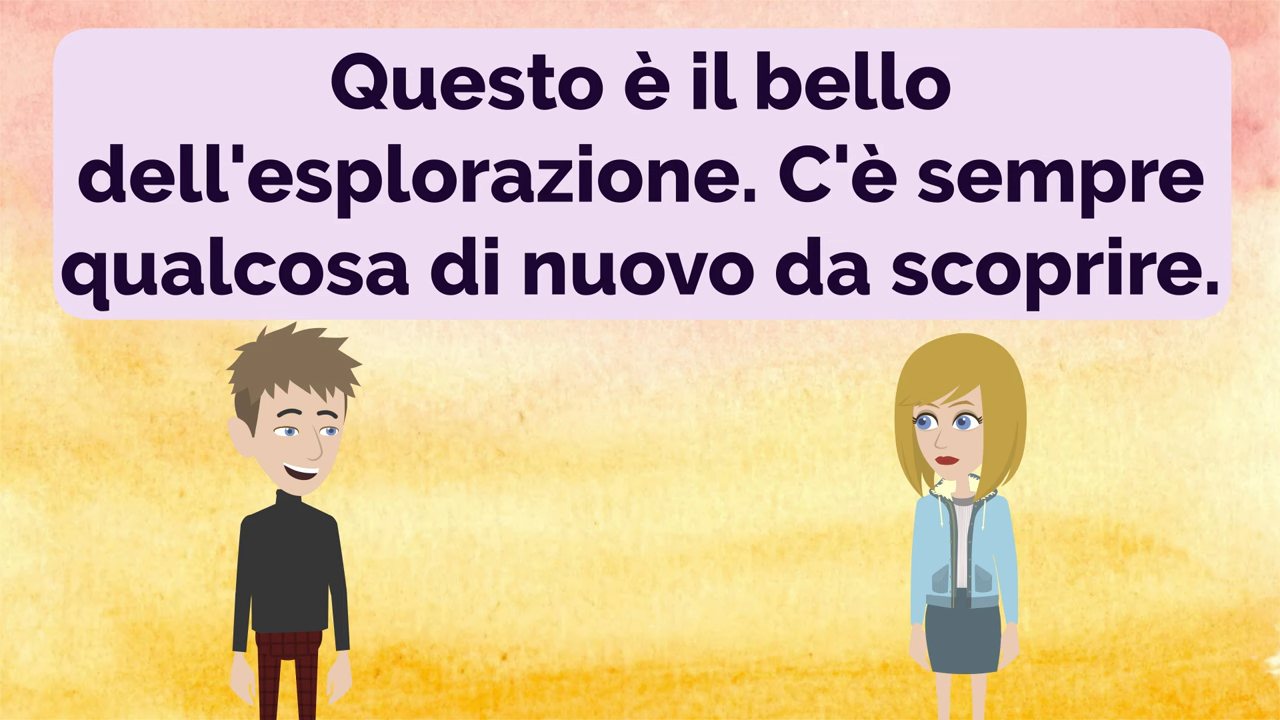 Questo è il bello
dell'esplorazione. C'è sempre
qualcosa di nuovo da scoprire.